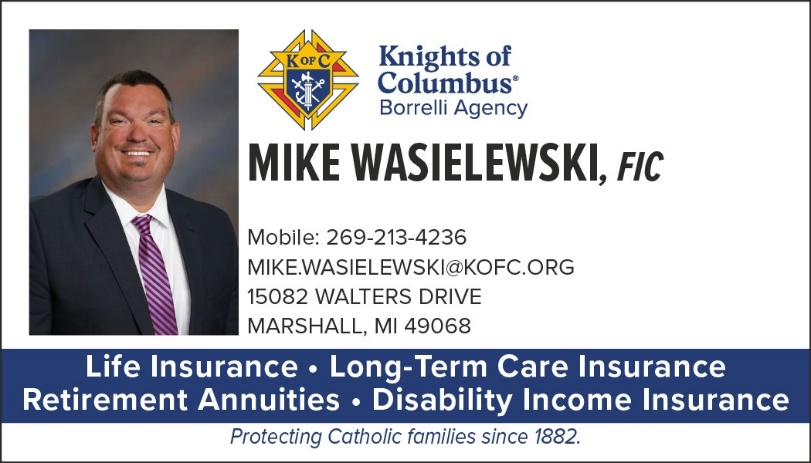 K OF C
Knights of
Columbus®
Borrelli Agency
MIKE WASIELEWSKI, FIC
Mobile: 269-213-4236
MIKE.WASIELEWSKI@KOFC.ORG
15082 WALTERS DRIVE
MARSHALL, MI 49068
Life Insurance • Long-Term Care Insurance
Retirement Annuities • Disability Income Insurance
Protecting Catholic families since 1882.